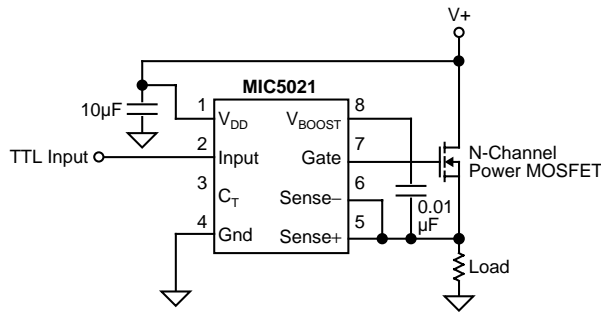 V+
MIC5021
10µF
1 VDD VBOOST 8
TTL Input 2 Input Gate 7
N-Channel
Power MOSFET
3 CT Sense− 6
0.01
µF
4 Gnd Sense+ 5
Load